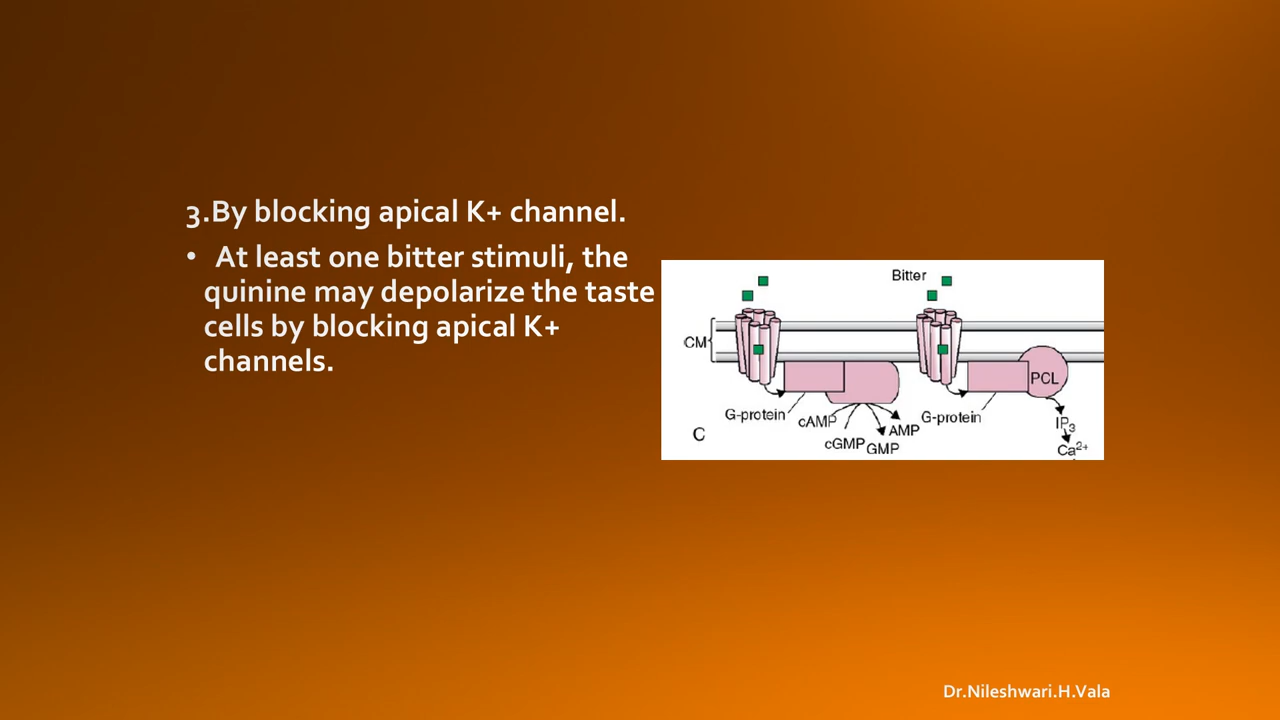 3.By blocking apical K+ channel.
• At least one bitter stimuli, the
quinine may depolarize the taste
cells by blocking apical K+
channels.
Bitter
CM
PCL
G-protein
cAMP
AMP
G-protein
IP3
C
cGMP
GMP
Ca2+
Dr.Nileshwari.H.Vala